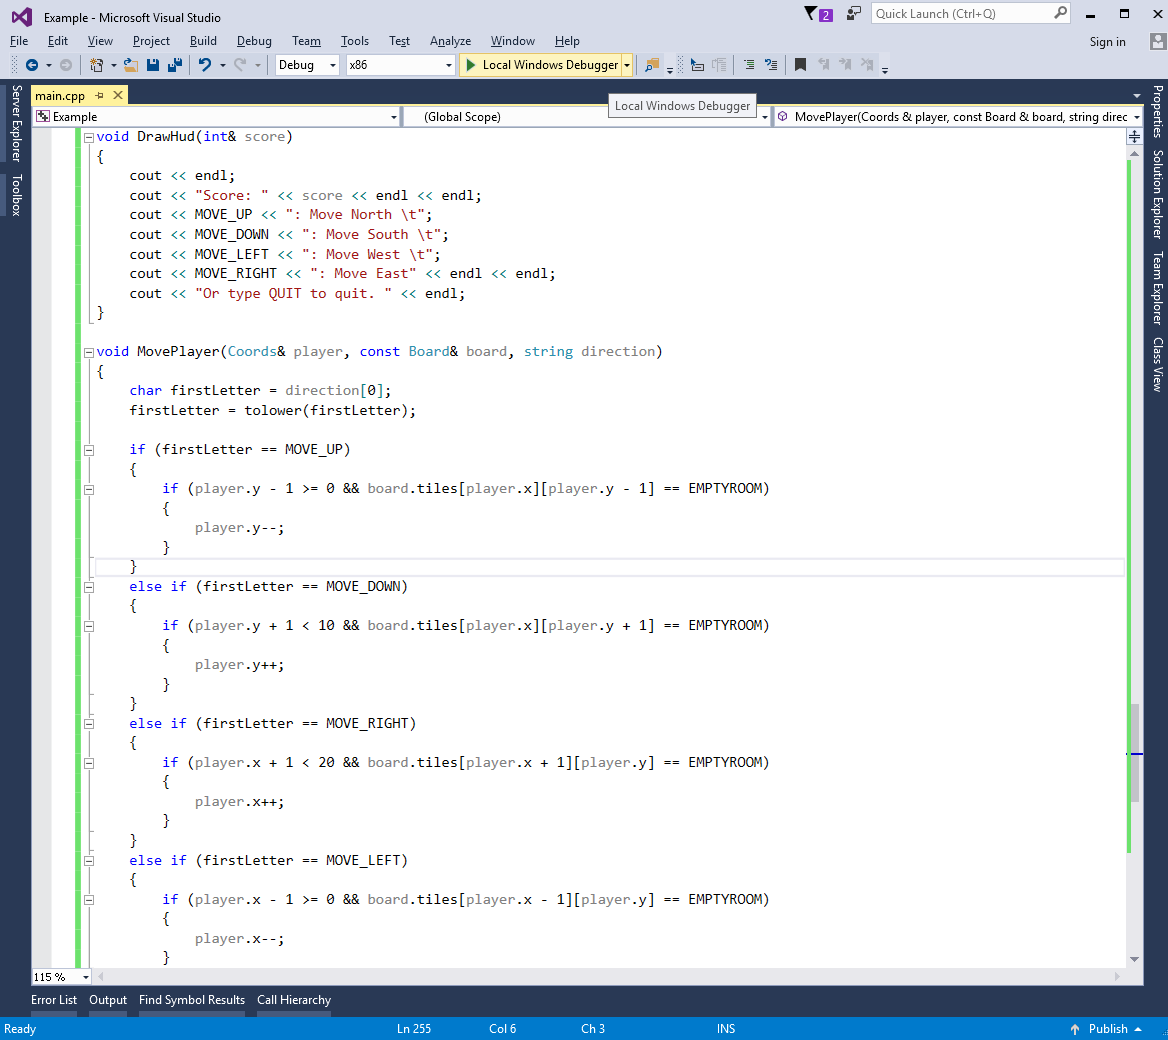 Example - Microsoft Visual Studio
2
Quick Launch (Ctrl+Q)
File Edit View Project Build Debug Team Tools Test Analyze Window Help
Sign in
Debug x86 Local Windows Debugger
Server Explorer
Toolbox
main.cpp
Local Windows Debugger
Example (Global Scope) MovePlayer(Coords & player, const Board & board, string direc
void DrawHud(int& score)
{
    cout << endl;
    cout << "Score: " << score << endl << endl;
    cout << MOVE_UP << ": Move North \t";
    cout << MOVE_DOWN << ": Move South \t";
    cout << MOVE_LEFT << ": Move West \t";
    cout << MOVE_RIGHT << ": Move East" << endl << endl;
    cout << "Or type QUIT to quit. " << endl;
}
void MovePlayer(Coords& player, const Board& board, string direction)
{
    char firstLetter = direction[0];
    firstLetter = tolower(firstLetter);
    if (firstLetter == MOVE_UP)
    {
        if (player.y - 1 >= 0 && board.tiles[player.x][player.y - 1] == EMPTYROOM)
        {
            player.y--;
        }
    }
    else if (firstLetter == MOVE_DOWN)
    {
        if (player.y + 1 < 10 && board.tiles[player.x][player.y + 1] == EMPTYROOM)
        {
            player.y++;
        }
    }
    else if (firstLetter == MOVE_RIGHT)
    {
        if (player.x + 1 < 20 && board.tiles[player.x + 1][player.y] == EMPTYROOM)
        {
            player.x++;
        }
    }
    else if (firstLetter == MOVE_LEFT)
    {
        if (player.x - 1 >= 0 && board.tiles[player.x - 1][player.y] == EMPTYROOM)
        {
            player.x--;
        }
Properties
Solution Explorer
Team Explorer
Class View
115 %
Error List Output Find Symbol Results Call Hierarchy
Ready Ln 255 Col 6 Ch 3 INS Publish